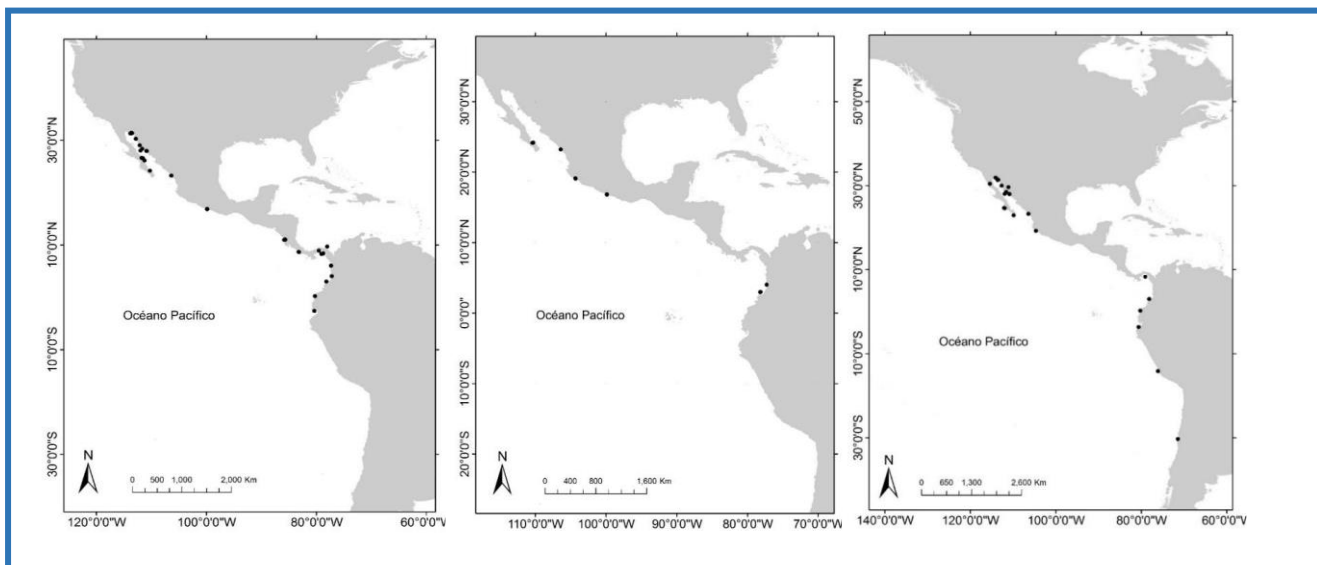 30°0'0"N
10°0'0"N
10°0'0"S
30°0'0"S
Océano Pacífico
N
0 500 1,000 2,000 Km
120°0'0"W 100°0'0"W 80°0'0"W 60°0'0"W
30°0'0"N
20°0'0"N
10°0'0"N
0°0'0"
10°0'0"S
20°0'0"S
Océano Pacífico
N
0 400 800 1,600 Km
110°0'0"W 100°0'0"W 90°0'0"W 80°0'0"W 70°0'0"W
50°0'0"N
30°0'0"N
10°0'0"N
10°0'0"S
30°0'0"S
Océano Pacífico
N
0 650 1,300 2,600 Km
140°0'0"W 120°0'0"W 100°0'0"W 80°0'0"W 60°0'0"W